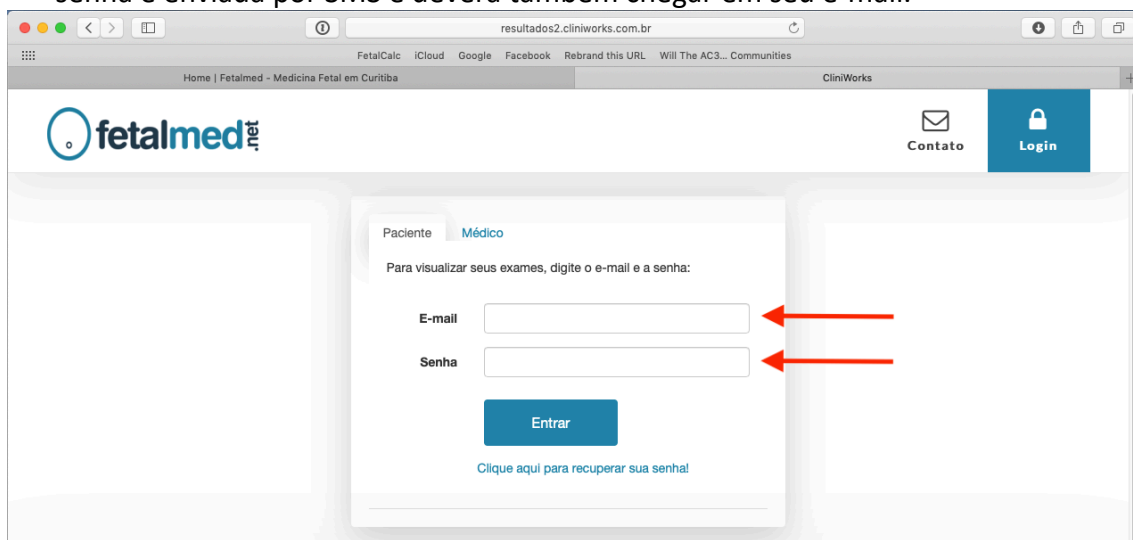 senha é enviada por SMS e deverá também chegar em seu e-mail.
resultados2.cliniworks.com.br
FetalCalc iCloud Google Facebook Rebrand this URL Will The AC3... Communities
Home | Fetalmed - Medicina Fetal em Curitiba CliniWorks
fetalmed.net
Contato
Login
Paciente Médico
Para visualizar seus exames, digite o e-mail e a senha:
E-mail
Senha
Entrar
Clique aqui para recuperar sua senha!